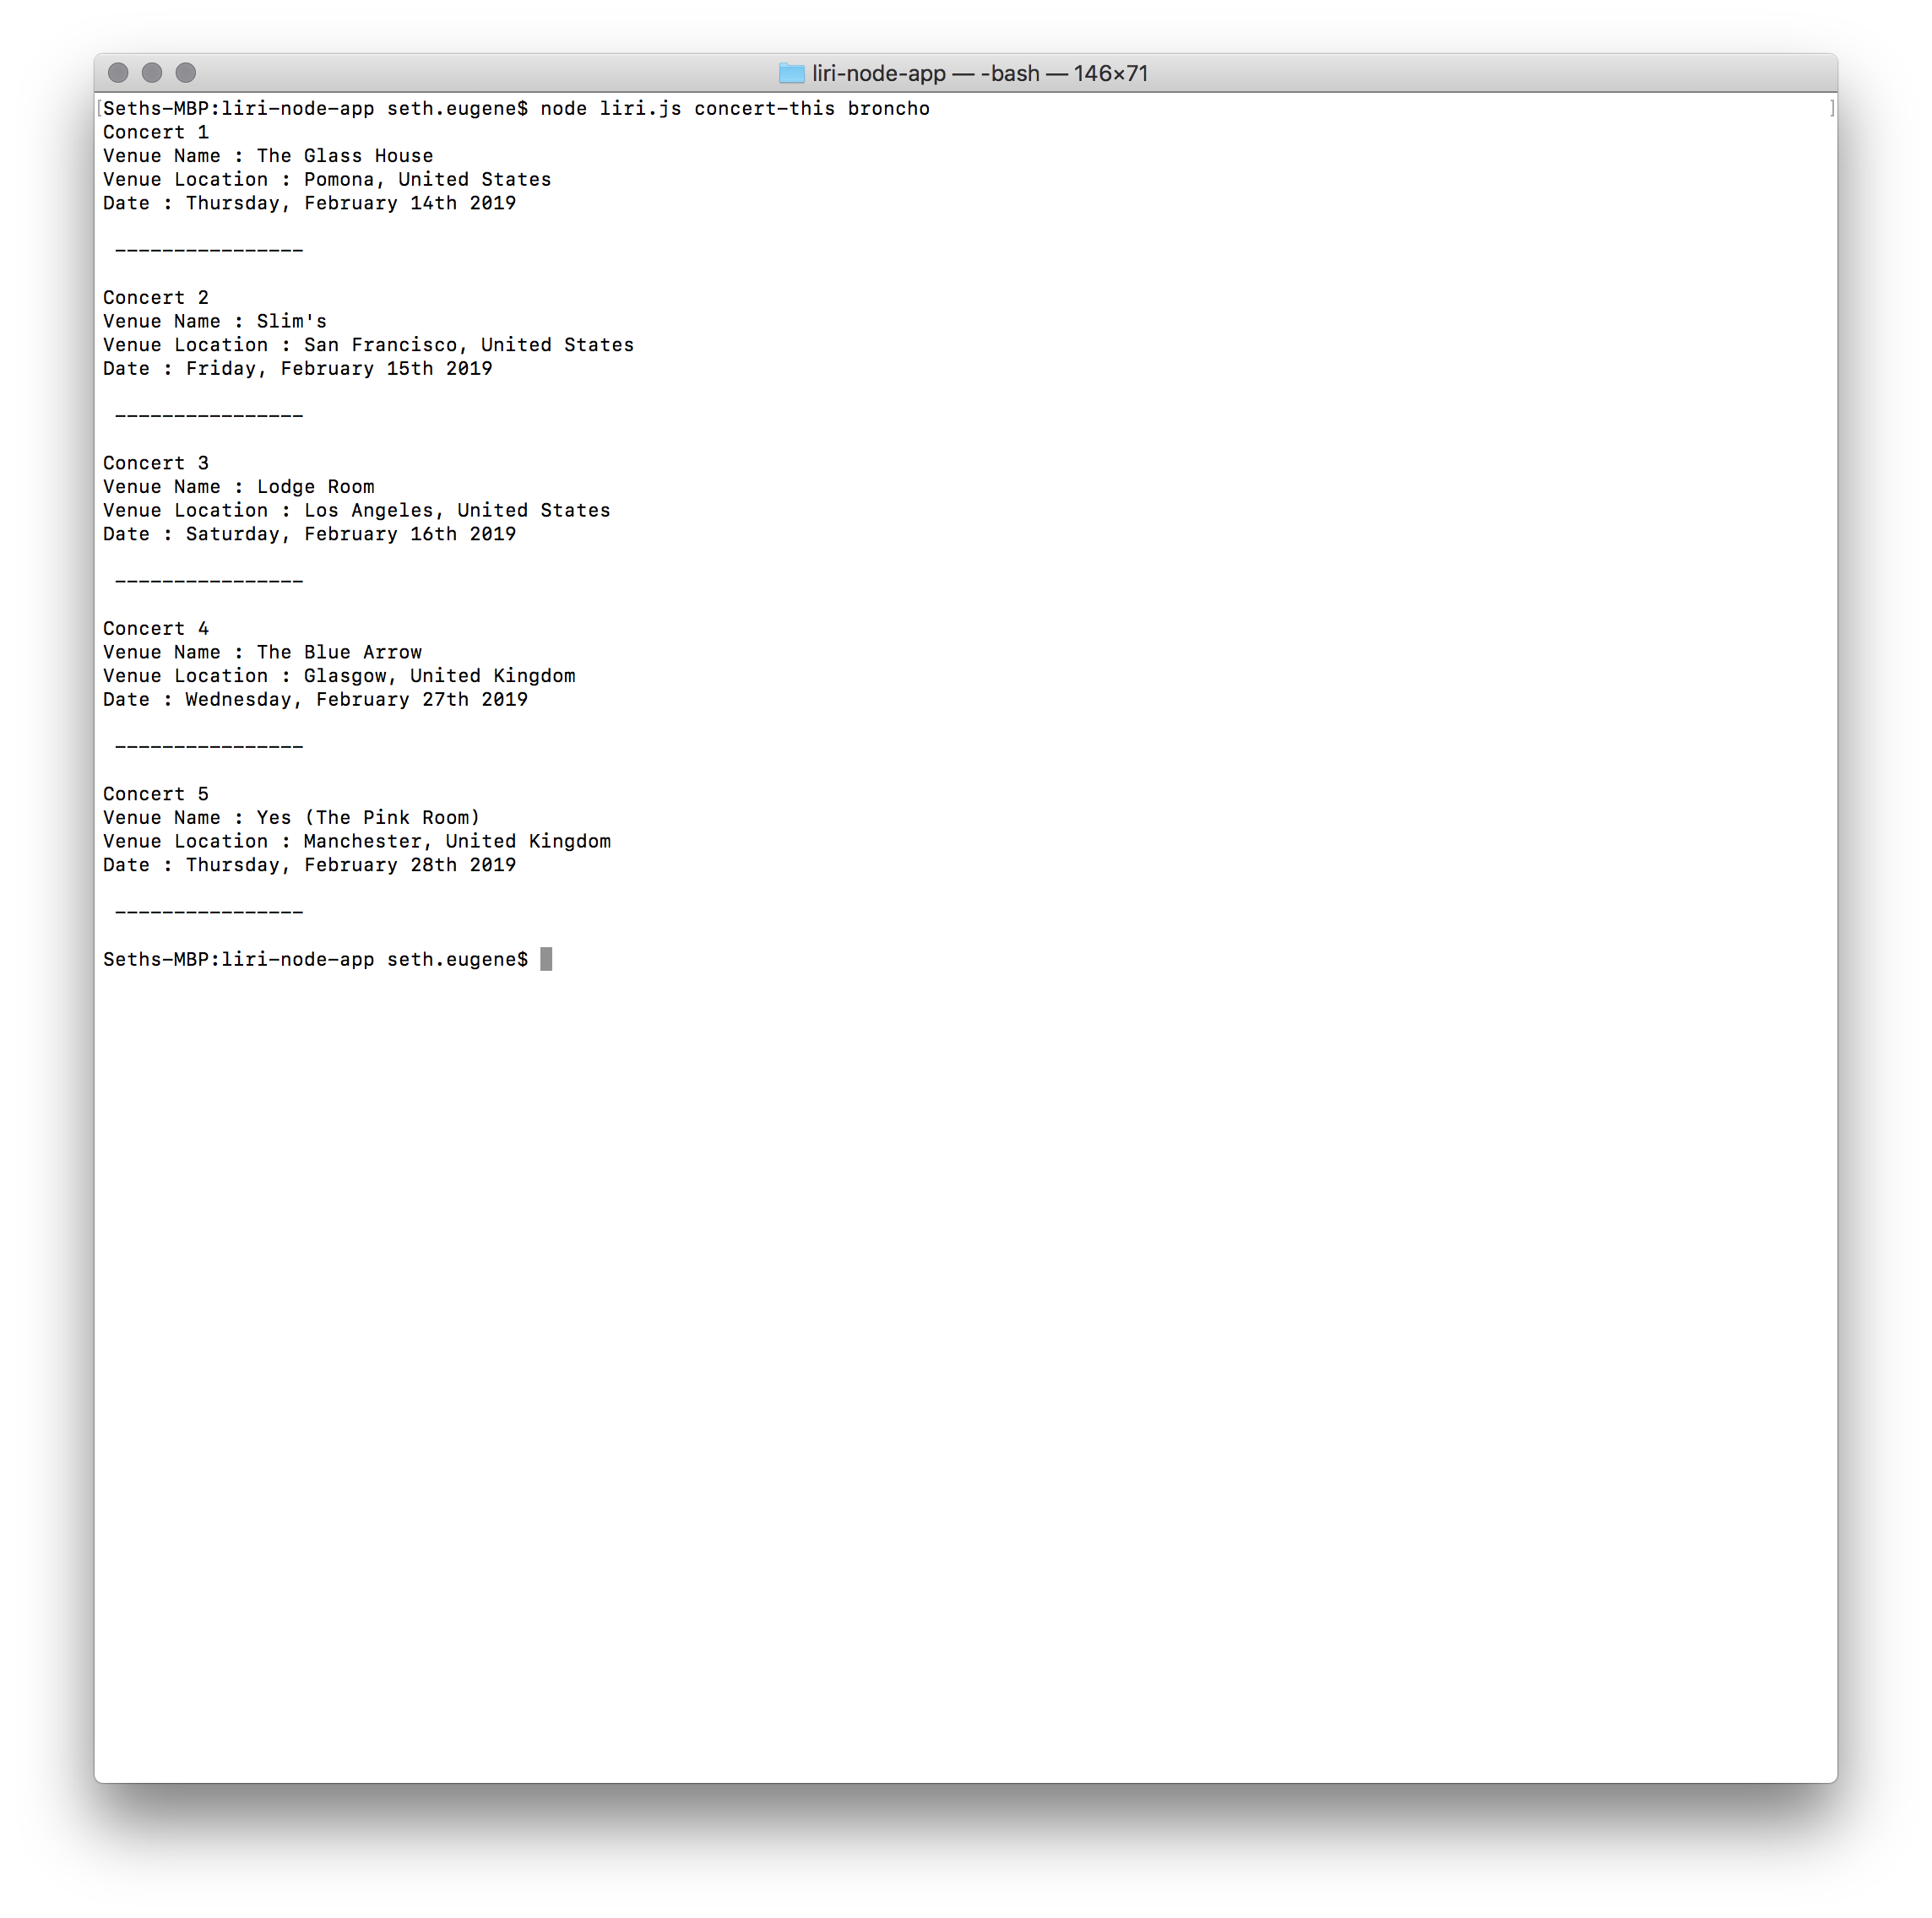 liri-node-app — -bash — 146×71
[Seths-MBP:liri-node-app seth.eugene$ node liri.js concert-this broncho ]
Concert 1
Venue Name : The Glass House
Venue Location : Pomona, United States
Date : Thursday, February 14th 2019
----------------
Concert 2
Venue Name : Slim's
Venue Location : San Francisco, United States
Date : Friday, February 15th 2019
----------------
Concert 3
Venue Name : Lodge Room
Venue Location : Los Angeles, United States
Date : Saturday, February 16th 2019
----------------
Concert 4
Venue Name : The Blue Arrow
Venue Location : Glasgow, United Kingdom
Date : Wednesday, February 27th 2019
----------------
Concert 5
Venue Name : Yes (The Pink Room)
Venue Location : Manchester, United Kingdom
Date : Thursday, February 28th 2019
----------------
Seths-MBP:liri-node-app seth.eugene$